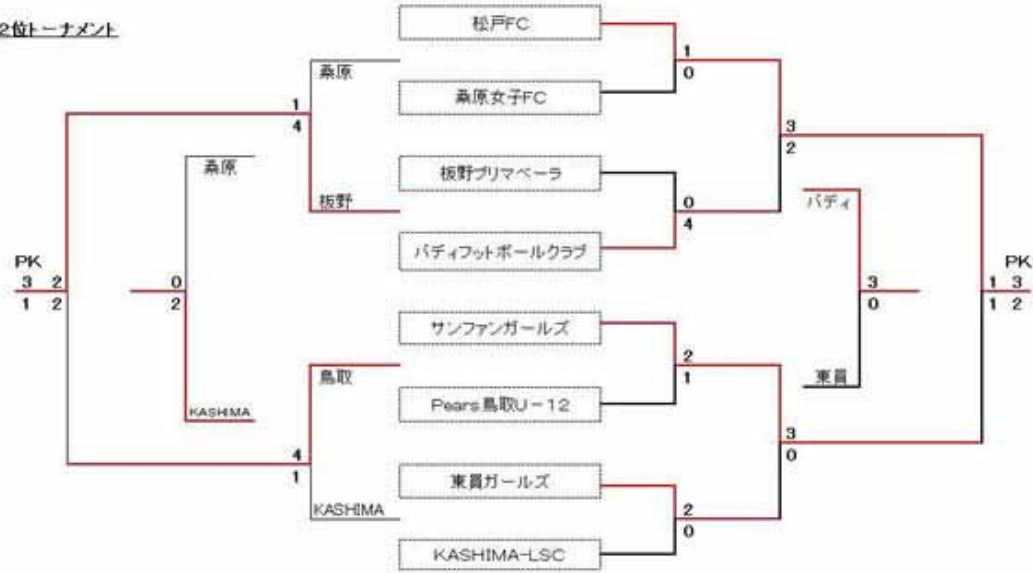 2位トーナメント
松戸FC
桑原女子FC
板野プリマベーラ
バディフットボールクラブ
サンファンガールズ
Pears鳥取U-12
東員ガールズ
KASHIMA-LSC
1
0
0
4
2
1
2
0
3
2
3
0
バディ
東員
3
0
1
1
PK
3
2
桑原
板野
1
4
鳥取
KASHIMA
4
1
桑原
KASHIMA
0
2
2
2
PK
3
1